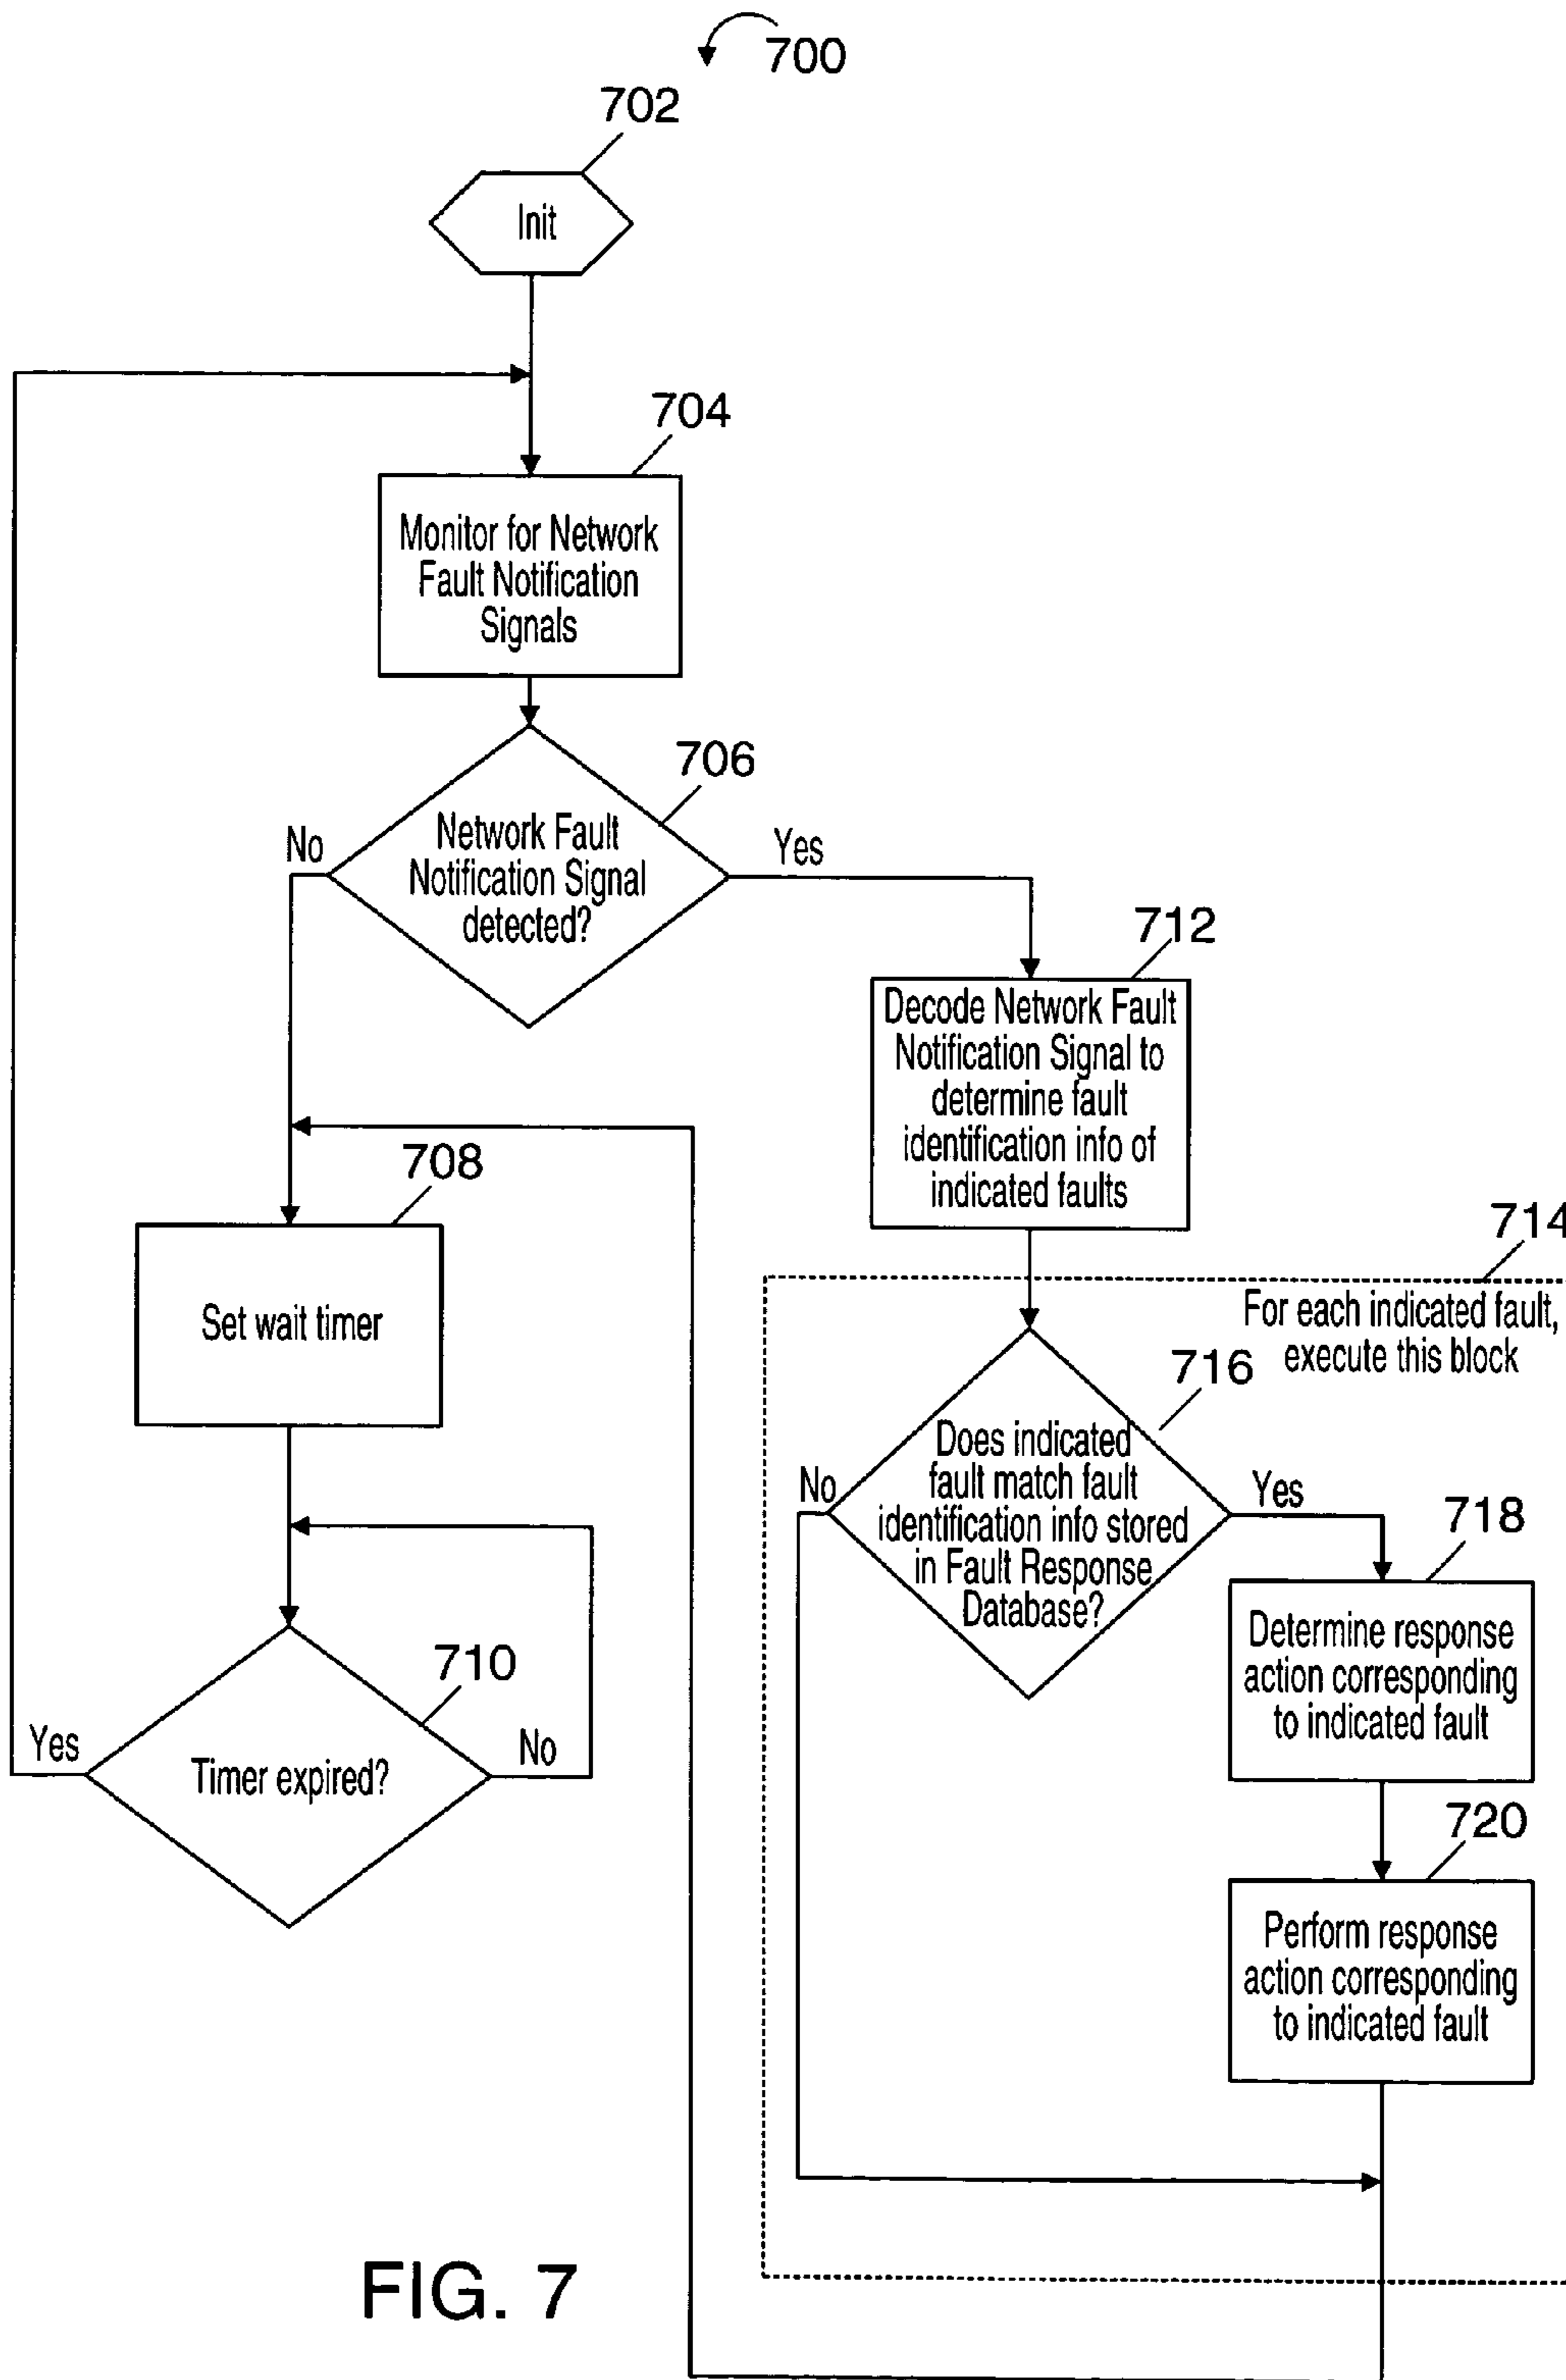 700
702
Init
704
Monitor for Network
Fault Notification
Signals
706
Network Fault
Notification Signal
detected?
No
Yes
712
Decode Network Fault
Notification Signal to
determine fault
identification info of
indicated faults
708
Set wait timer
714
For each indicated fault,
execute this block
716
Does indicated
fault match fault
identification info stored
in Fault Response
Database?
No
Yes
718
Determine response
action corresponding
to indicated fault
710
Timer expired?
Yes
No
720
Perform response
action corresponding
to indicated fault
FIG. 7